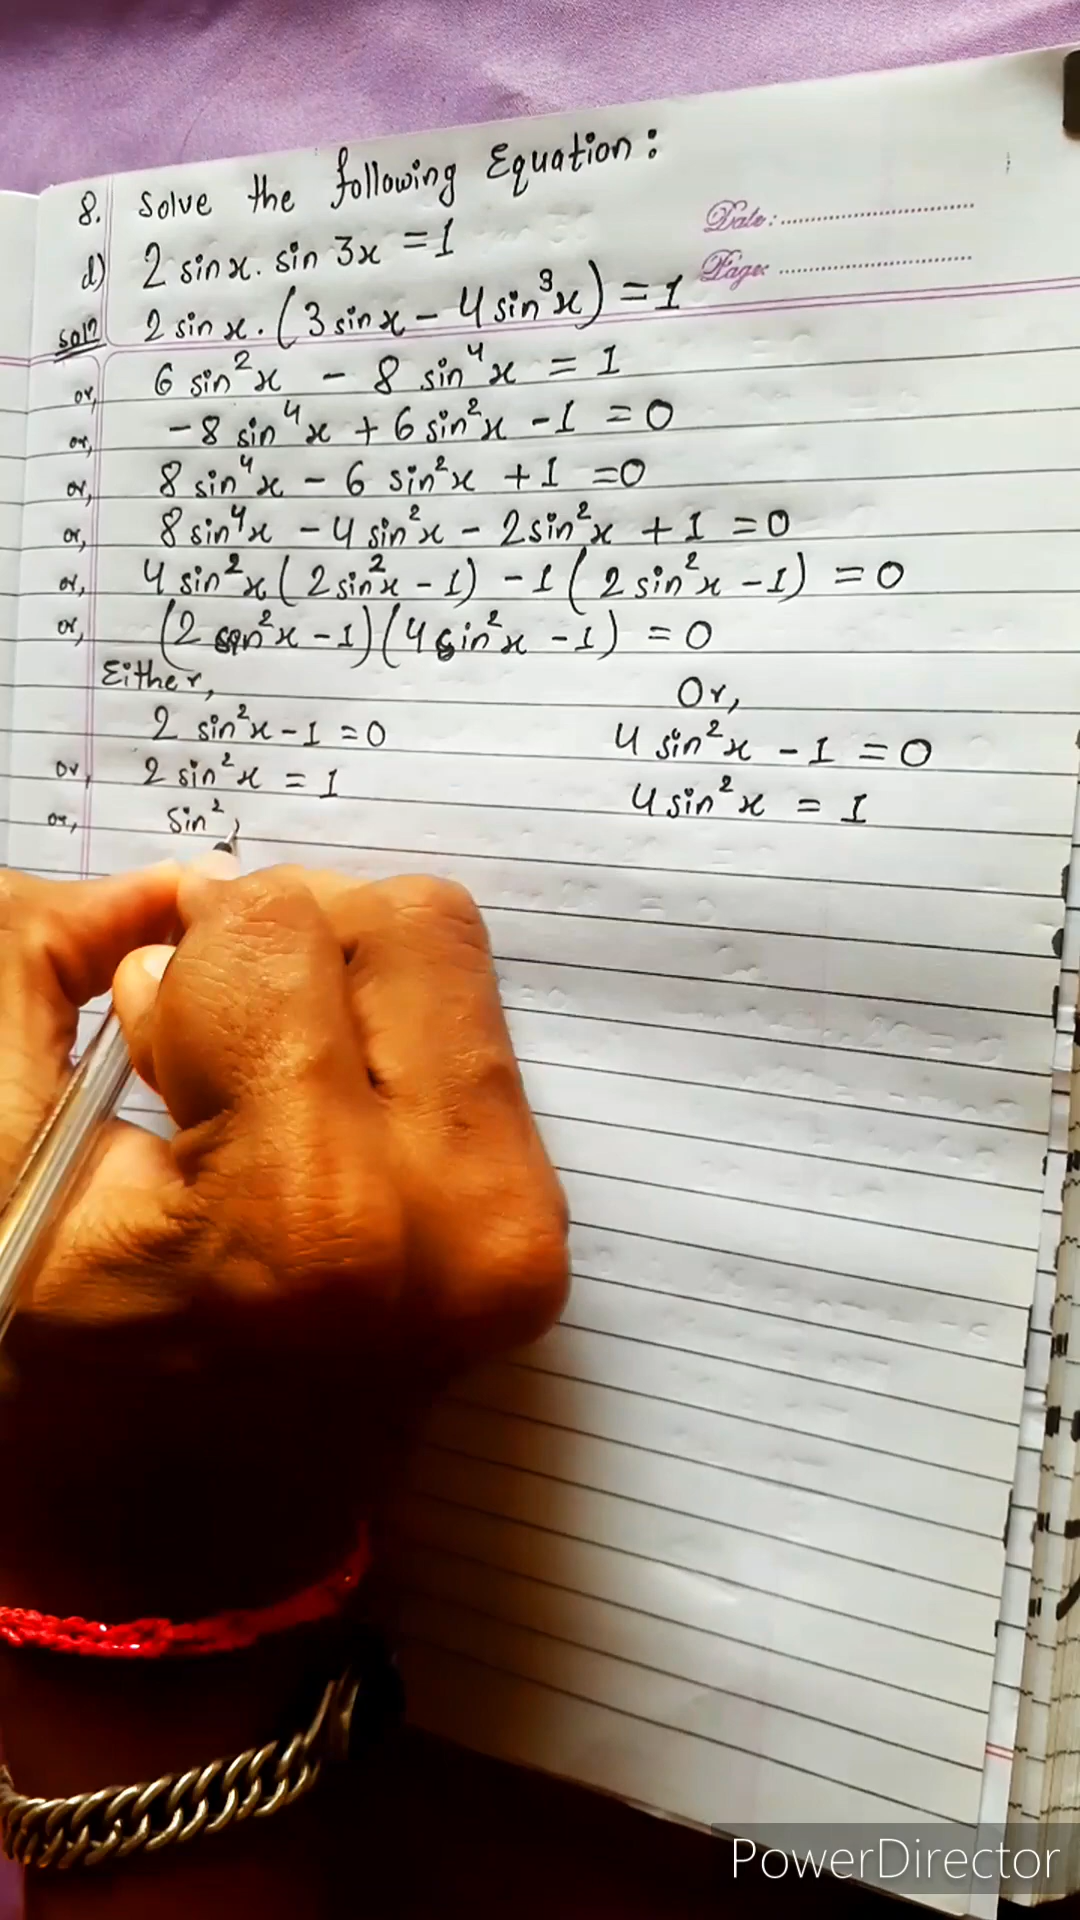 8. Solve the following Equation:
Date:
d) 2 sin x. sin 3x = 1
Page:
Solⁿ 2 sin x. (3 sin x - 4 sin³x) = 1
or, 6 sin²x - 8 sin⁴x = 1
or, -8 sin⁴x + 6 sin²x - 1 = 0
or, 8 sin⁴x - 6 sin²x + 1 = 0
or, 8 sin⁴x - 4 sin²x - 2 sin²x + 1 = 0
or, 4 sin²x (2 sin²x - 1) - 1 (2 sin²x - 1) = 0
or, (2 sin²x - 1) (4 sin²x - 1) = 0
Either,
2 sin²x - 1 = 0
or, 2 sin²x = 1
or, sin²
Or,
4 sin²x - 1 = 0
4 sin²x = 1
PowerDirector